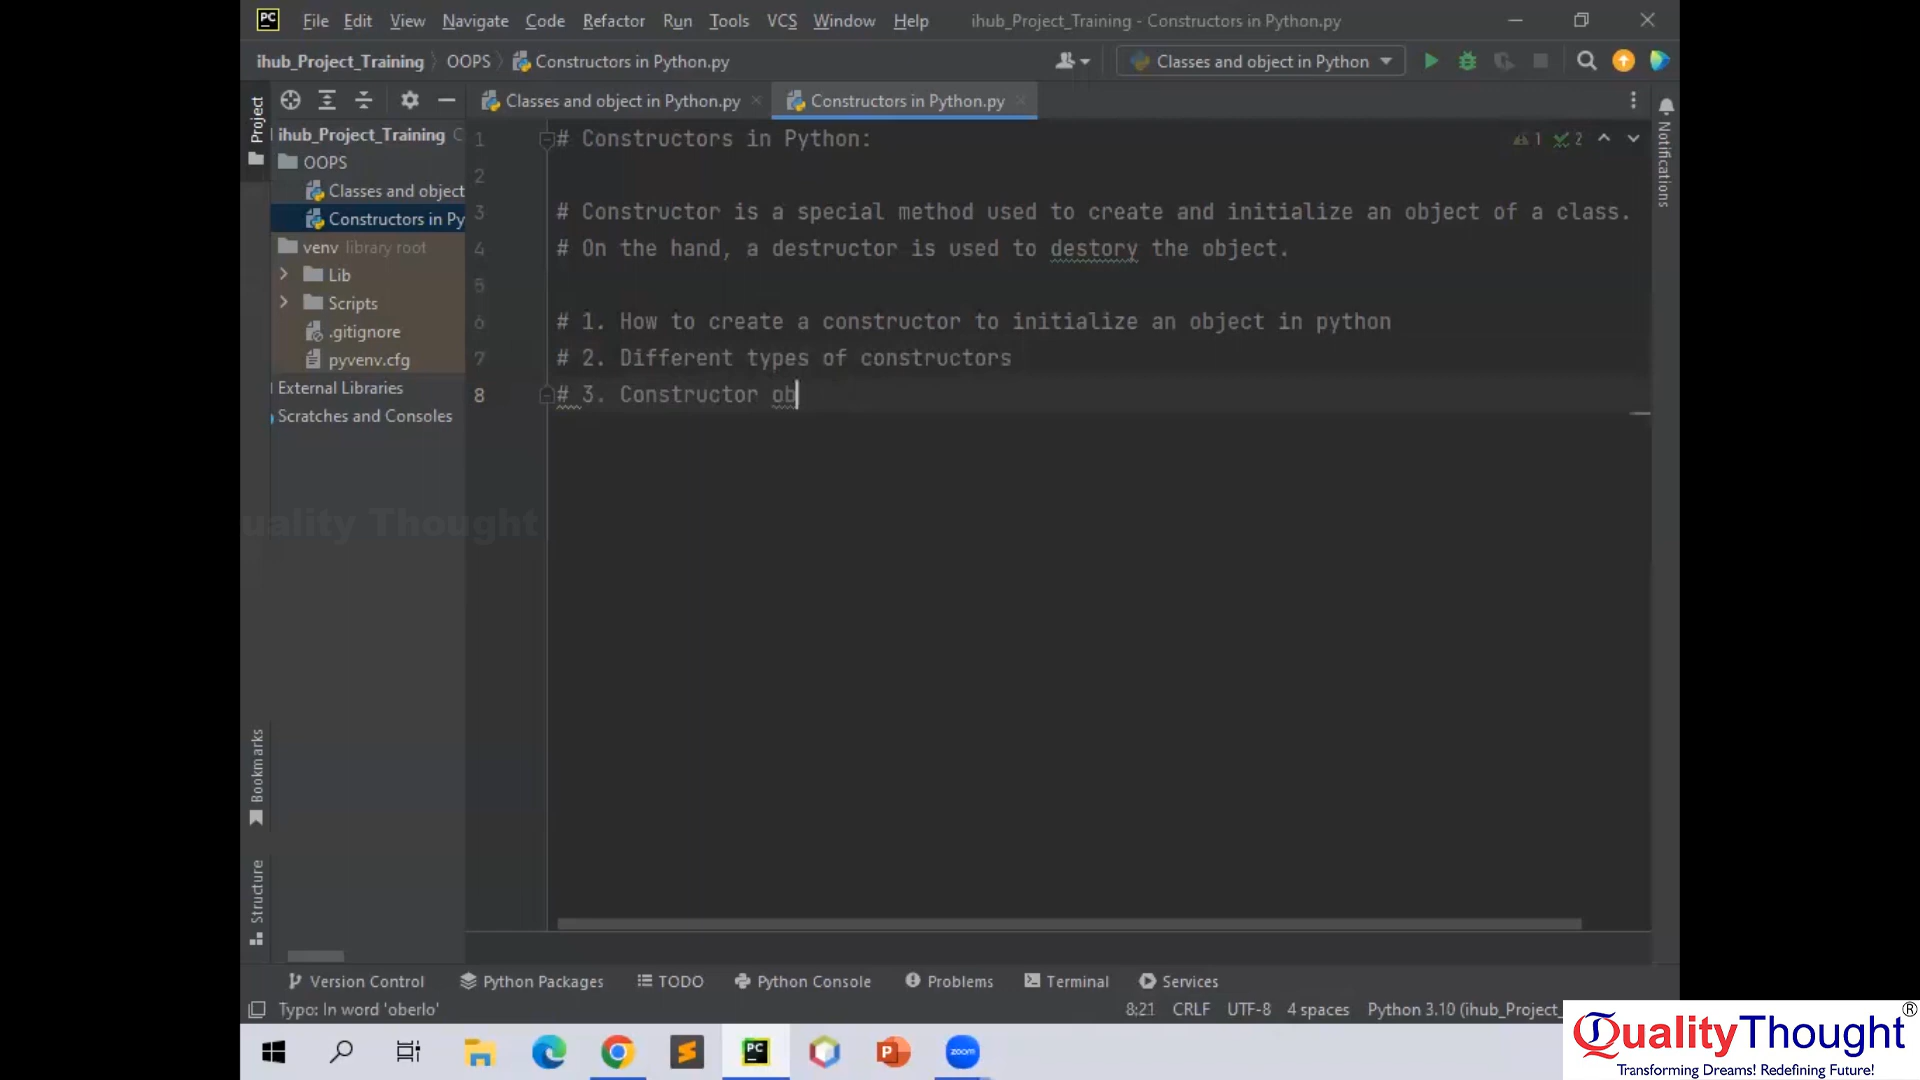 PC File Edit View Navigate Code Refactor Run Tools VCS Window Help ihub_Project_Training - Constructors in Python.py
ihub_Project_Training OOPS Constructors in Python.py Classes and object in Python
Project
Classes and object in Python.py Constructors in Python.py
ihub_Project_Training C
OOPS
Classes and object
Constructors in Py
venv library root
Lib
Scripts
.gitignore
pyvenv.cfg
External Libraries
Scratches and Consoles
1 # Constructors in Python:
2
3 # Constructor is a special method used to create and initialize an object of a class.
4 # On the hand, a destructor is used to destory the object.
5
6 # 1. How to create a constructor to initialize an object in python
7 # 2. Different types of constructors
8 # 3. Constructor ob
1 2
Notifications
uality Thought
Bookmarks
Structure
Version Control Python Packages TODO Python Console Problems Terminal Services
Typo: In word 'oberlo' 8:21 CRLF UTF-8 4 spaces Python 3.10 (ihub_Project_
PC zoom
QualityThought®
Transforming Dreams! Redefining Future!